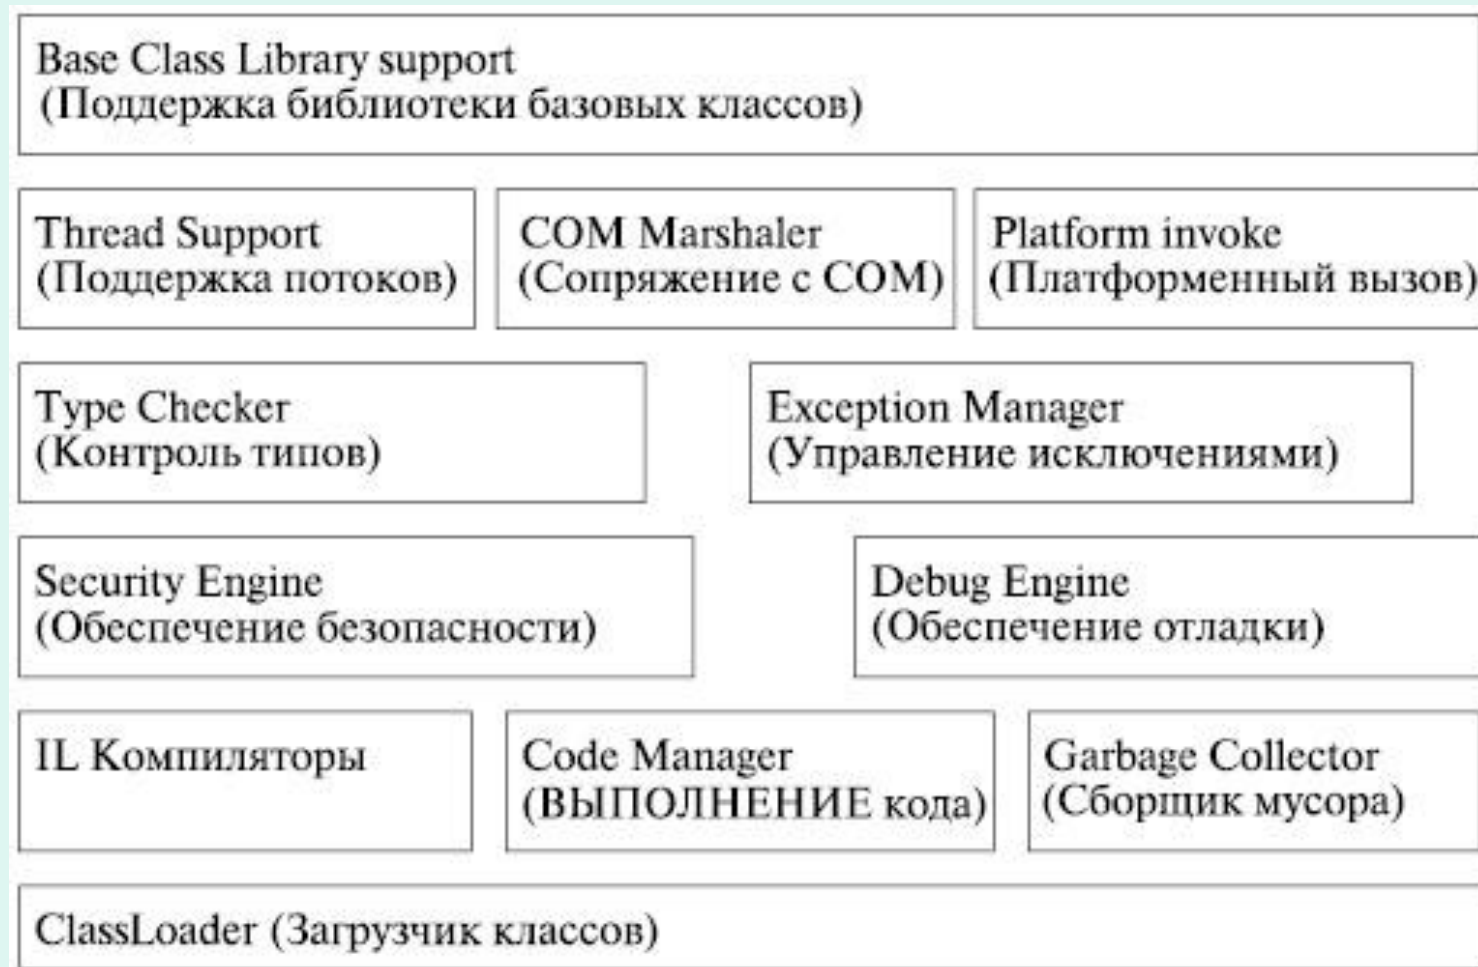 Base Class Library support
(Поддержка библиотеки базовых классов)
Thread Support
(Поддержка потоков)
COM Marshaler
(Сопряжение с COM)
Platform invoke
(Платформенный вызов)
Type Checker
(Контроль типов)
Exception Manager
(Управление исключениями)
Security Engine
(Обеспечение безопасности)
Debug Engine
(Обеспечение отладки)
IL Компиляторы
Code Manager
(ВЫПОЛНЕНИЕ кода)
Garbage Collector
(Сборщик мусора)
ClassLoader (Загрузчик классов)